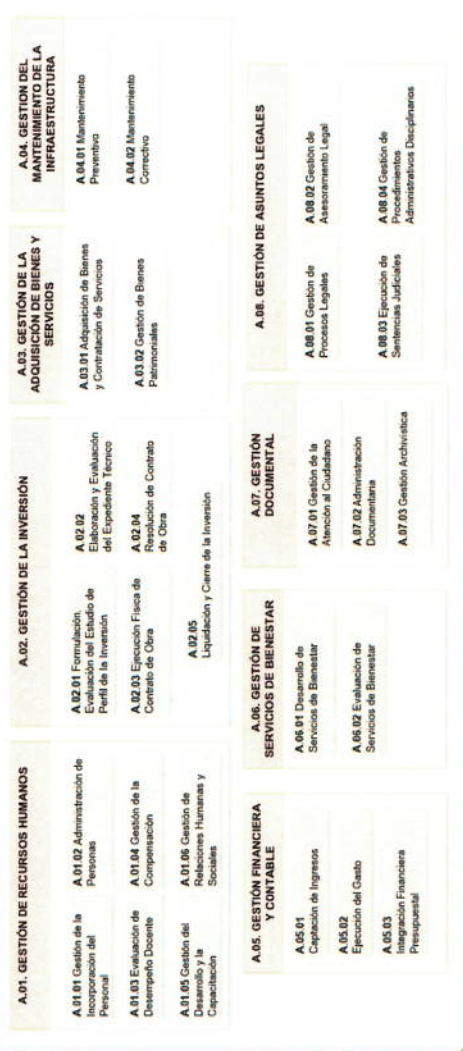 A.01. GESTIÓN DE RECURSOS HUMANOS
A.01.01 Gestión de la
Incorporación del
Personal
A.01.02 Administración de
Personas
A.01.03 Evaluación de
Desempeño Docente
A.01.04 Gestión de la
Compensación
A.01.05 Gestión del
Desarrollo y la
Capacitación
A.01.06 Gestión de
Relaciones Humanas y
Sociales
A.02. GESTIÓN DE LA INVERSIÓN
A.02.01 Formulación,
Evaluación del Estudio de
Perfil de la Inversión
A.02.02
Elaboración y Evaluación
del Expediente Técnico
A.02.03 Ejecución Física de
Contrato de Obra
A.02.04
Resolución de Contrato
de Obra
A.02.05
Liquidación y Cierre de la Inversión
A.03. GESTIÓN DE LA
ADQUISICIÓN DE BIENES Y
SERVICIOS
A.03.01 Adquisición de Bienes
y Contratación de Servicios
A.03.02 Gestión de Bienes
Patrimoniales
A.04. GESTION DEL
MANTENIMIENTO DE LA
INFRAESTRUCTURA
A.04.01 Mantenimiento
Preventivo
A.04.02 Mantenimiento
Correctivo
A.05. GESTIÓN FINANCIERA
Y CONTABLE
A.05.01
Captación de Ingresos
A.05.02
Ejecución del Gasto
A.05.03
Integración Financiera
Presupuestal
A.06. GESTIÓN DE
SERVICIOS DE BIENESTAR
A.06.01 Desarrollo de
Servicios de Bienestar
A.06.02 Evaluación de
Servicios de Bienestar
A.07. GESTIÓN
DOCUMENTAL
A.07.01 Gestión de la
Atención al Ciudadano
A.07.02 Administración
Documentaria
A.07.03 Gestión Archivística
A.08. GESTIÓN DE ASUNTOS LEGALES
A.08.01 Gestión de
Procesos Legales
A.08.02 Gestión de
Asesoramiento Legal
A.08.03 Ejecución de
Sentencias Judiciales
A.08.04 Gestión de
Procedimientos
Administrativos Disciplinarios